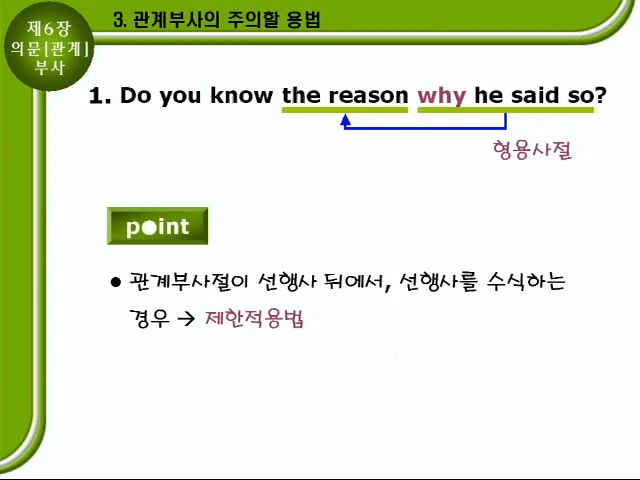 제6장
의문[관계]
부사
3. 관계부사의 주의할 용법
1. Do you know the reason why he said so?
형용사절
point
● 관계부사절이 선행사 뒤에서, 선행사를 수식하는
경우 → 제한적용법